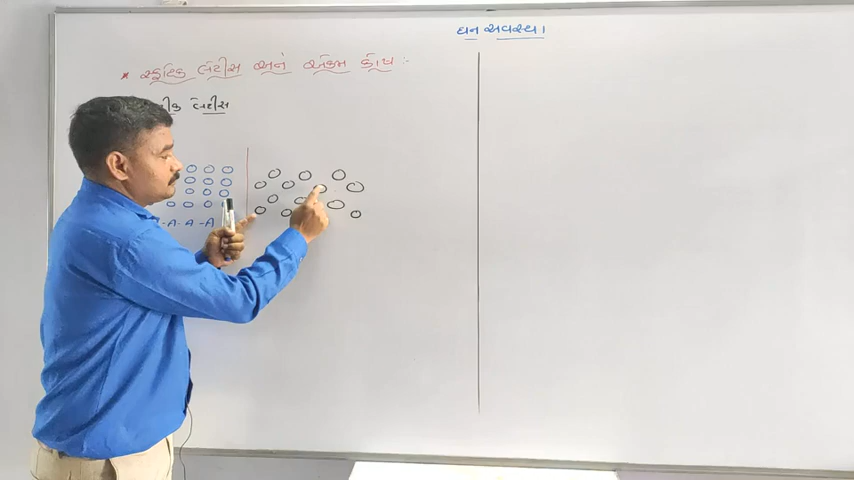 ઘન અવસ્થા
* સ્ફટિક લેટીસ અને એકમ કોષ :-
લેટીસ
-A-A-A